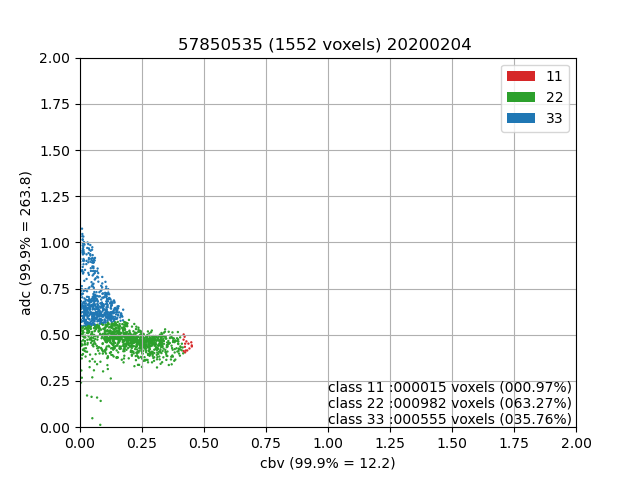 57850535 (1552 voxels) 20200204
2.00
1.75
1.50
1.25
1.00
0.75
0.50
0.25
0.00
adc (99.9% = 263.8)
11
22
33
class 11 :000015 voxels (000.97%)
class 22 :000982 voxels (063.27%)
class 33 :000555 voxels (035.76%)
0.00 0.25 0.50 0.75 1.00 1.25 1.50 1.75 2.00
cbv (99.9% = 12.2)